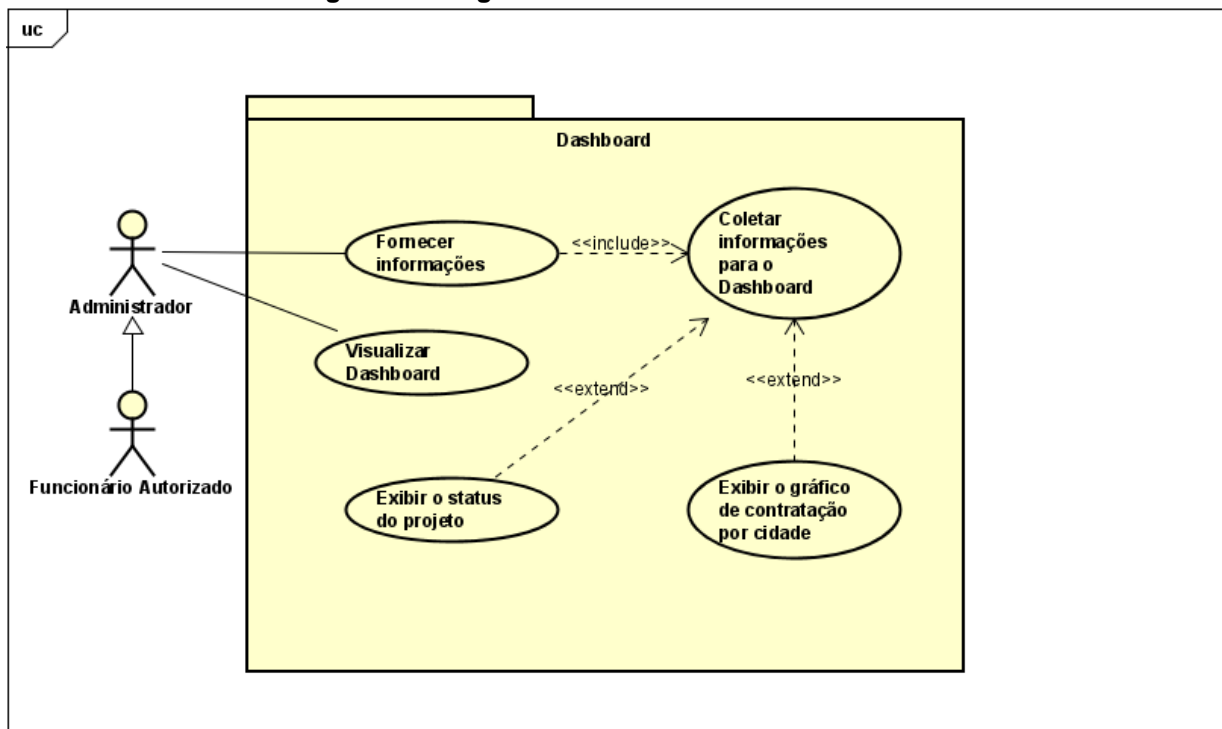 uc
Dashboard
Fornecer
informações
<<include>>
Coletar
informações
para o
Dashboard
Administrador
Visualizar
Dashboard
<<extend>>
<<extend>>
Funcionário Autorizado
Exibir o status
do projeto
Exibir o gráfico
de contratação
por cidade